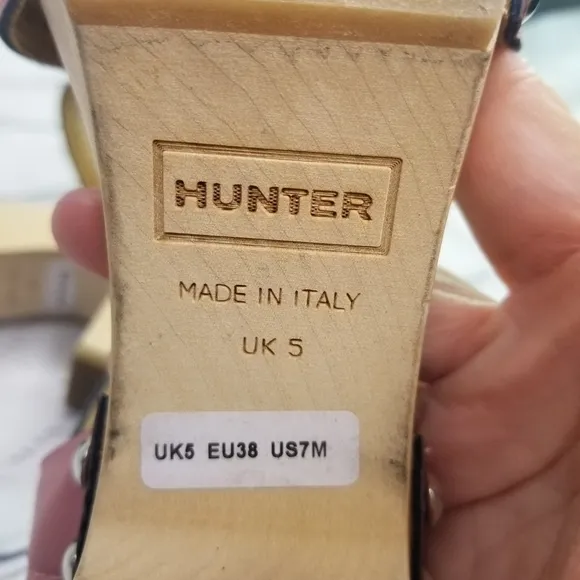 HUNTER
MADE IN ITALY
UK 5
UK5 EU38 US7M